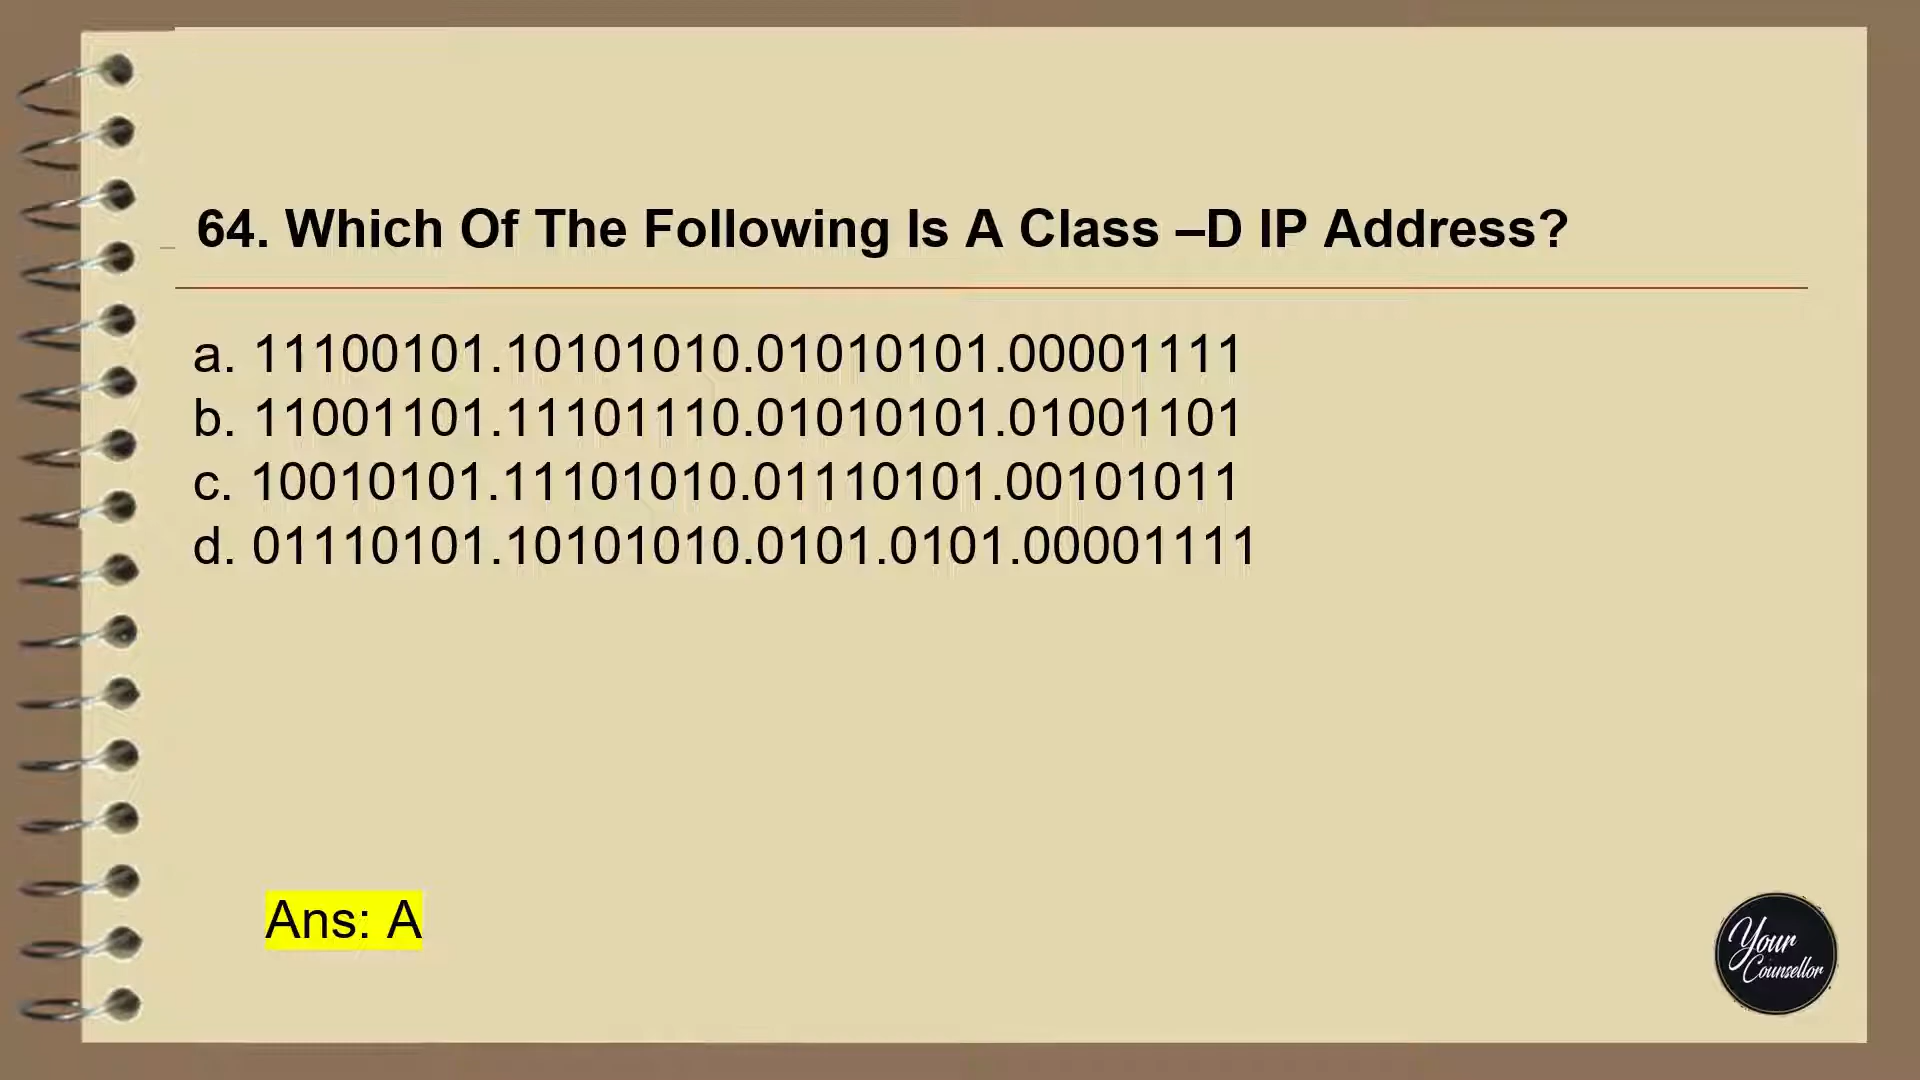 64. Which Of The Following Is A Class –D IP Address?
a. 11100101.10101010.01010101.00001111
b. 11001101.11101110.01010101.01001101
c. 10010101.11101010.01110101.00101011
d. 01110101.10101010.0101.0101.00001111
Ans: A
Your
Counsellor